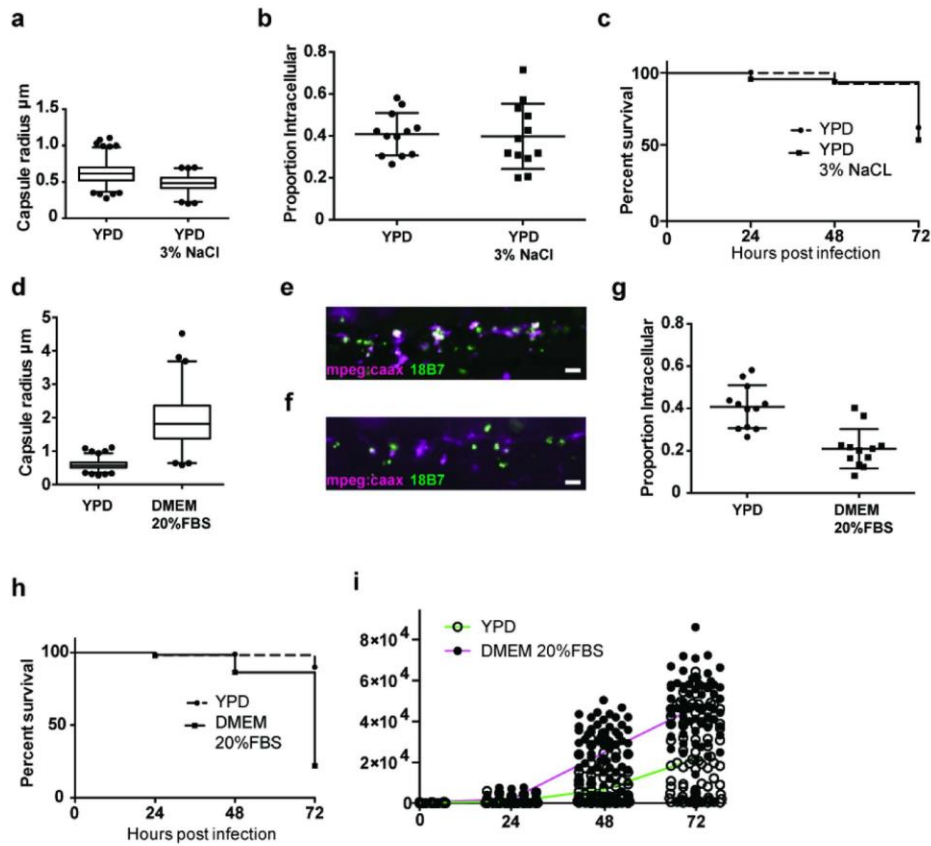 a
Capsule radius µm
1.5
1.0
0.5
0
YPD
YPD
3% NaCl
b
Proportion Intracellular
0.8
0.6
0.4
0.2
0
YPD
YPD
3% NaCl
c
Percent survival
100
50
0
YPD
YPD
3% NaCL
0
24
48
72
Hours post infection
d
Capsule radius µm
5
4
3
2
1
0
YPD
DMEM
20%FBS
e
mpeg:caax 18B7
f
mpeg:caax 18B7
g
Proportion Intracellular
0.8
0.6
0.4
0.2
0
YPD
DMEM
20%FBS
h
Percent survival
100
50
0
YPD
DMEM
20%FBS
0
24
48
72
Hours post infection
i
8×10⁴
6×10⁴
4×10⁴
2×10⁴
0
YPD
DMEM 20%FBS
0
24
48
72